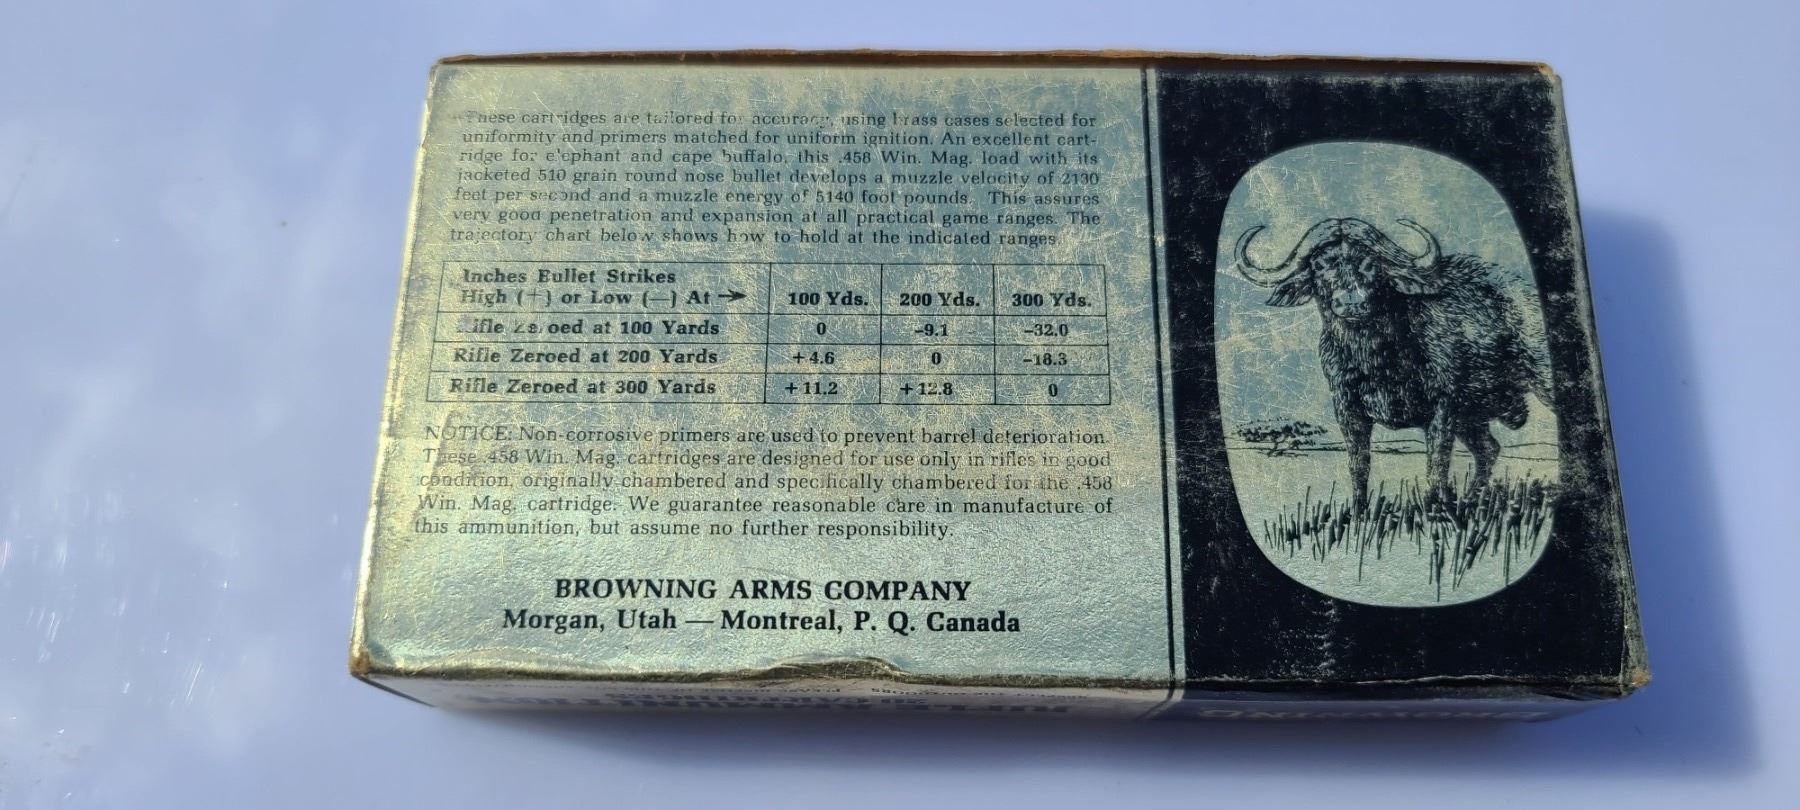 These cartridges are tailored for accuracy, using brass cases selected for
uniformity and primers matched for uniform ignition. An excellent cart-
ridge for elephant and cape buffalo, this .458 Win. Mag. load with its
jacketed 510 grain round nose bullet develops a muzzle velocity of 2130
feet per second and a muzzle energy of 5140 foot pounds. This assures
very good penetration and expansion at all practical game ranges. The
trajectory chart below shows how to hold at the indicated ranges.
Inches Bullet Strikes
High (+) or Low (—) At → 100 Yds. 200 Yds. 300 Yds.
Rifle Zeroed at 100 Yards 0 -9.1 -32.0
Rifle Zeroed at 200 Yards +4.6 0 -18.3
Rifle Zeroed at 300 Yards +11.2 +12.8 0
NOTICE: Non-corrosive primers are used to prevent barrel deterioration.
These .458 Win. Mag. cartridges are designed for use only in rifles in good
condition, originally chambered and specifically chambered for the .458
Win. Mag. cartridge. We guarantee reasonable care in manufacture of
this ammunition, but assume no further responsibility.
BROWNING ARMS COMPANY
Morgan, Utah — Montreal, P. Q. Canada
20 CARTRIDGES
BROWNING